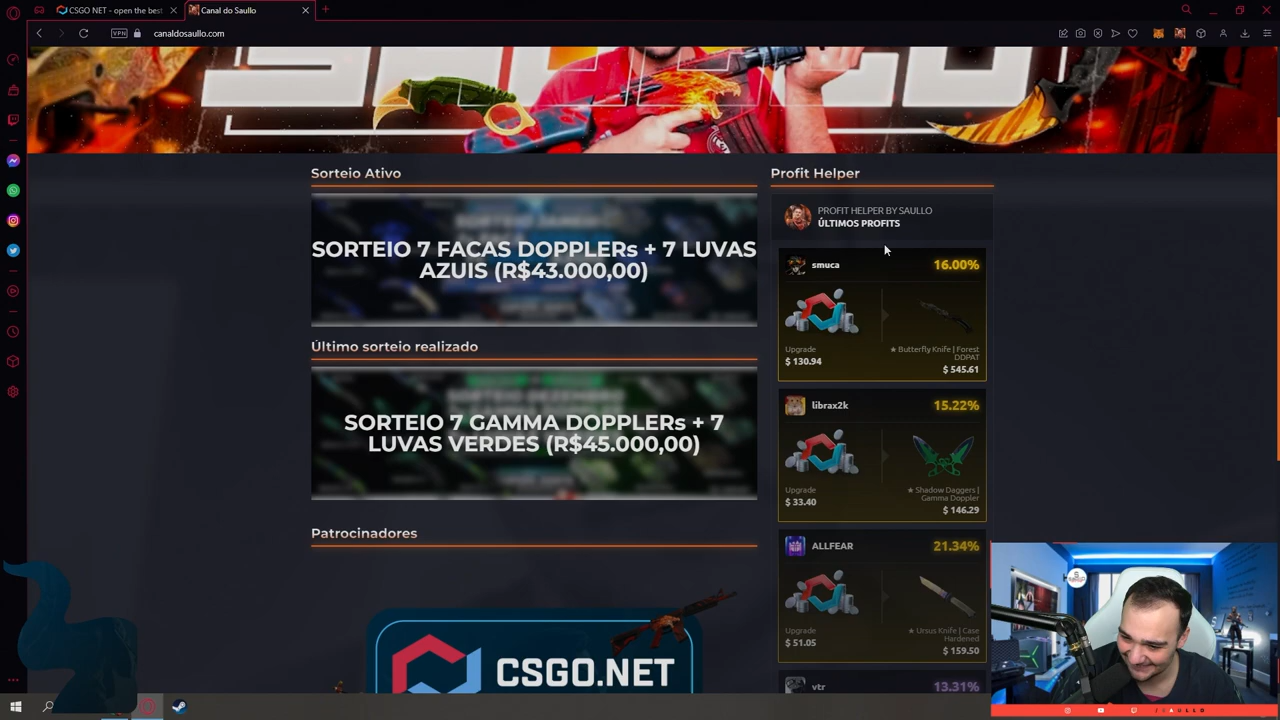 CSGO NET - open the best
Canal do Saullo
VPN
canaldosaullo.com
Sorteio Ativo
SORTEIO 7 FACAS DOPPLERs + 7 LUVAS
AZUIS (R$43.000,00)
Último sorteio realizado
SORTEIO 7 GAMMA DOPPLERs + 7
LUVAS VERDES (R$45.000,00)
Patrocinadores
CSGO.NET
Profit Helper
PROFIT HELPER BY SAULLO
ÚLTIMOS PROFITS
smuca
16.00%
Upgrade
$ 130.94
★ Butterfly Knife | Forest
DDPAT
$ 545.61
librax2k
15.22%
Upgrade
$ 33.40
★ Shadow Daggers |
Gamma Doppler
$ 146.29
ALLFEAR
21.34%
Upgrade
$ 51.05
★ Ursus Knife | Case
Hardened
$ 159.50
vtr
13.31%